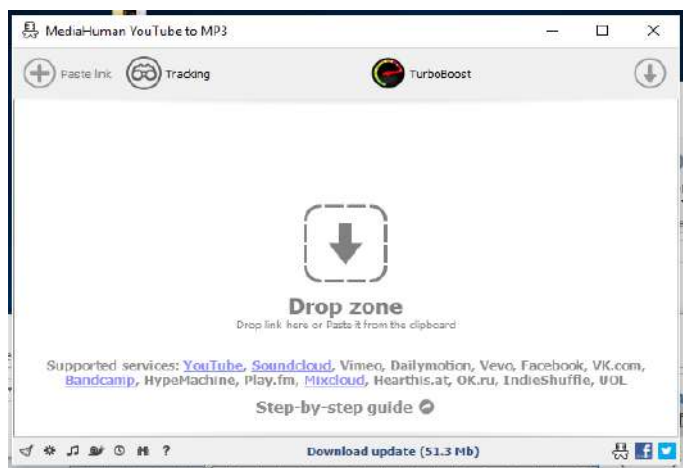 MediaHuman YouTube to MP3
Paste link Tracking TurboBoost
Drop zone
Drop link here or Paste it from the clipboard
Supported services: YouTube, Soundcloud, Vimeo, Dailymotion, Vevo, Facebook, VK.com,
Bandcamp, HypeMachine, Play.fm, Mixcloud, Hearthis.at, OK.ru, IndieShuffle, UOL
Step-by-step guide
? Download update (51.3 Mb)